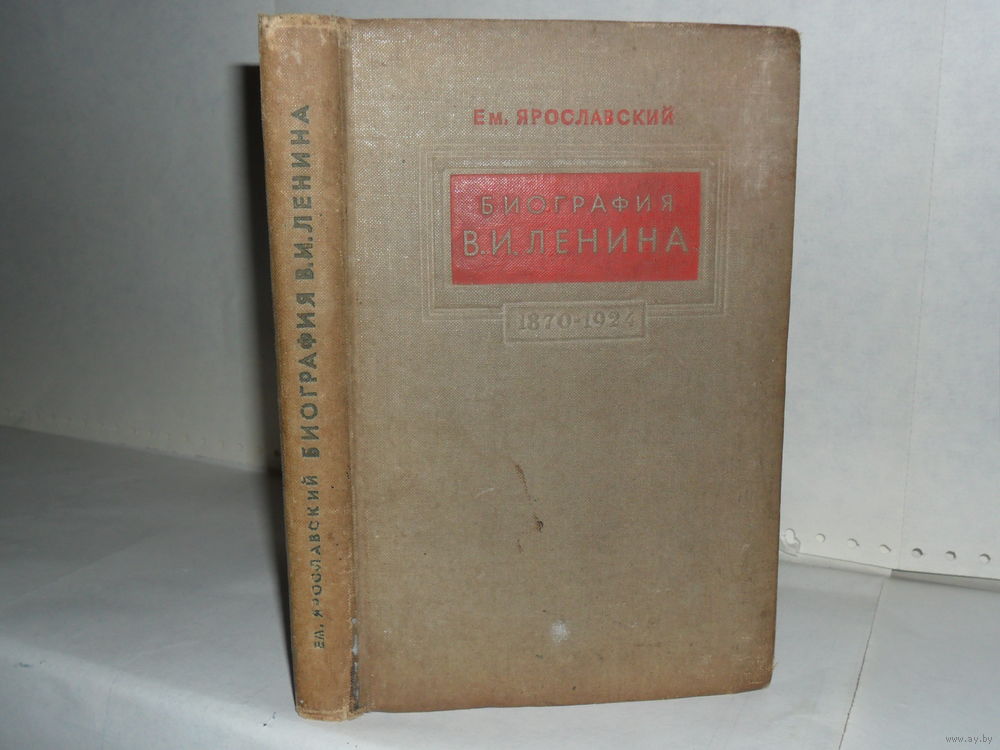 Ем. ЯРОСЛАВСКИЙ
БИОГРАФИЯ
В.И.ЛЕНИНА
1870-1924
ЕМ. ЯРОСЛАВСКИЙ БИОГРАФИЯ В.И.ЛЕНИНА
www.ay.by